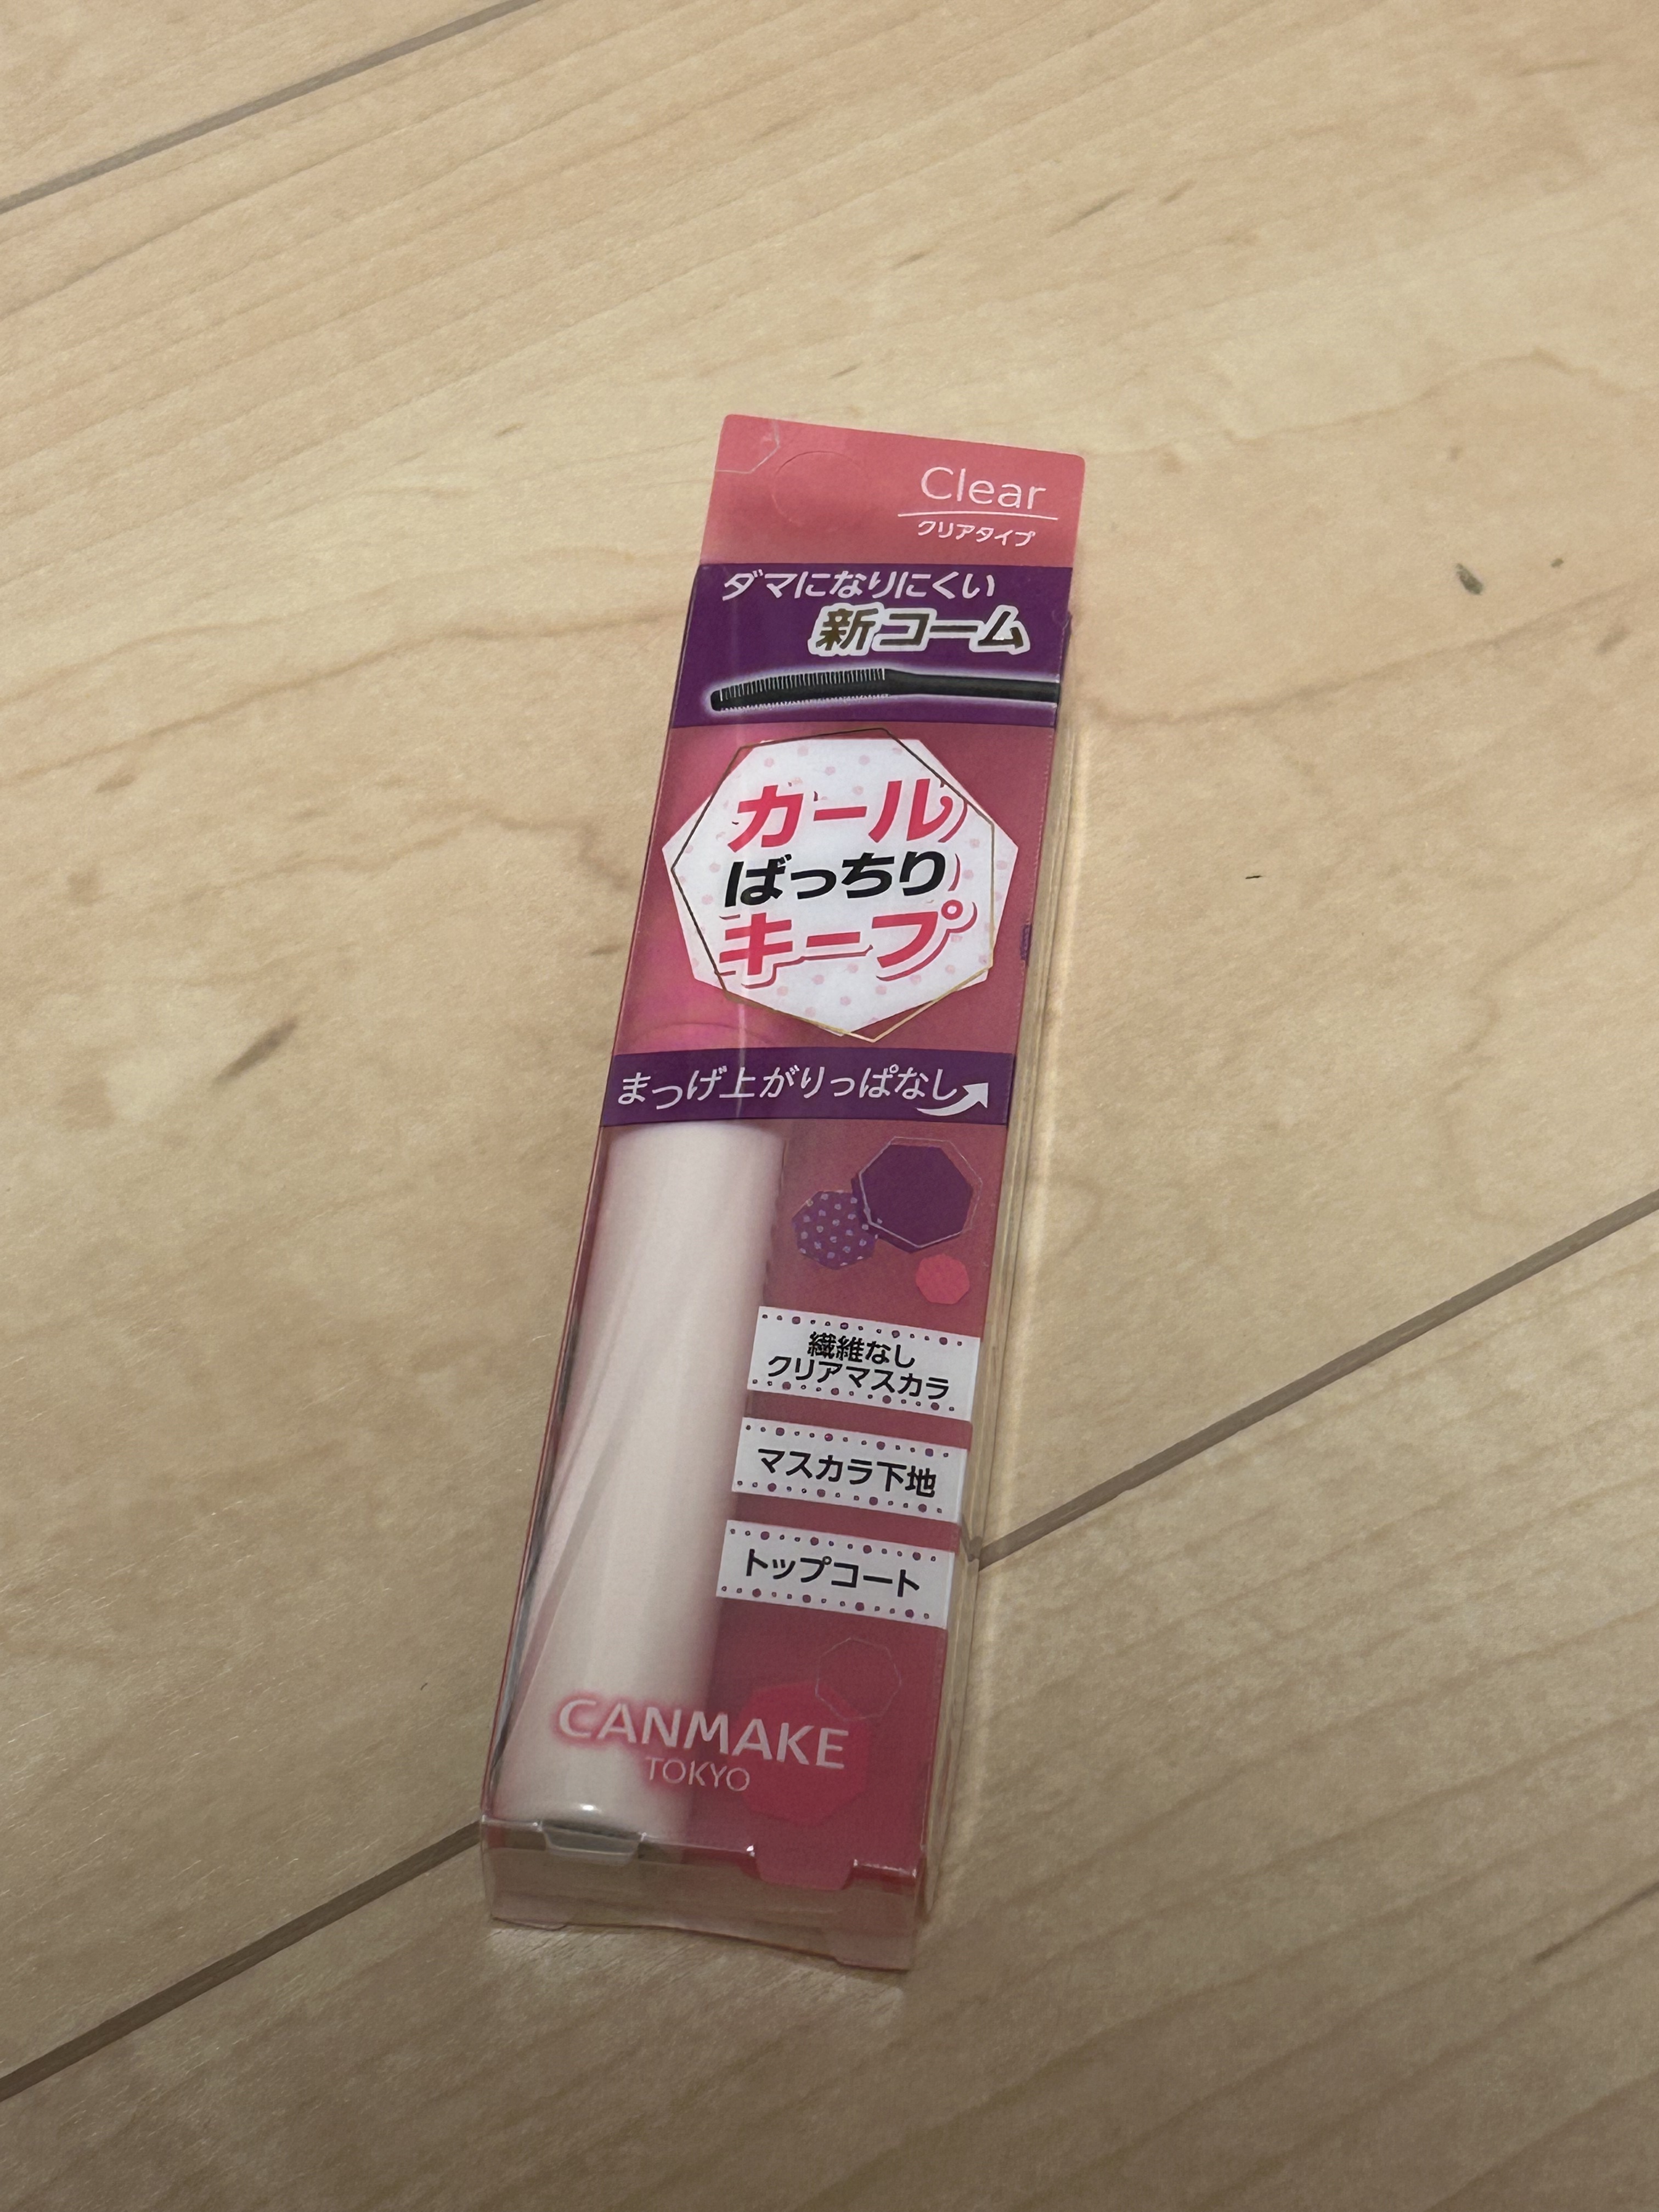 Clear
クリアタイプ
ダマになりにくい
新コーム
カール
ばっちり
キープ
まつげ上がりっぱなし
繊維なし
クリアマスカラ
マスカラ下地
トップコート
CANMAKE
TOKYO